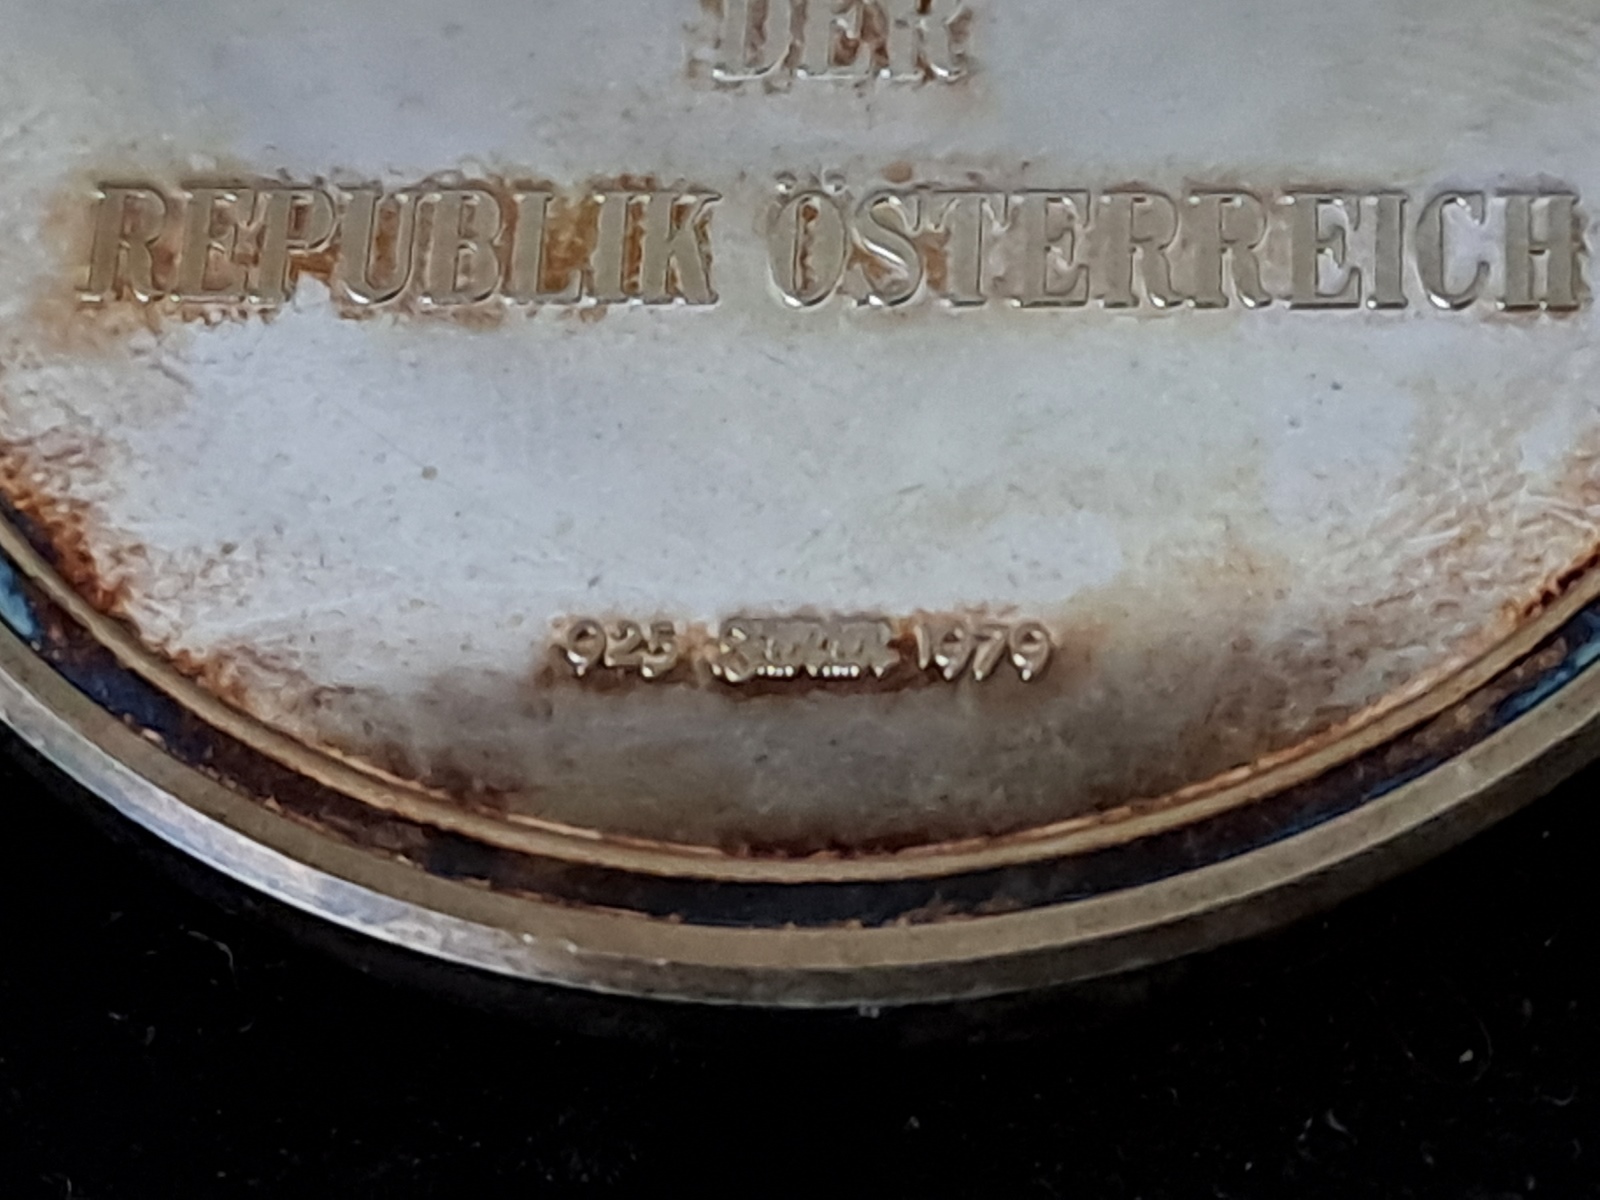 DER
REPUBLIK ÖSTERREICH
925 1979